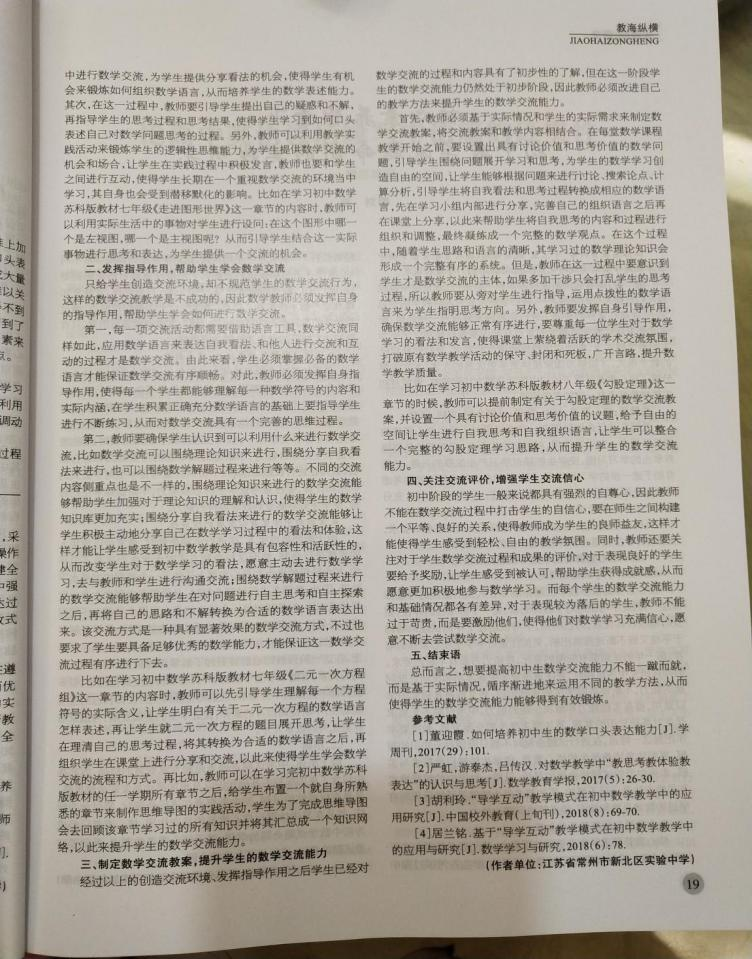 教海纵横
JIAOHAIZONGHENG
中进行数学交流,为学生提供分享看法的机会,使得学生有机
会来锻炼如何组织数学语言,从而培养学生的数学表述能力。
其次,在这一过程中,教师要引导学生提出自己的疑惑和不解,
再指导学生的思考过程和思考结果,使得学生学习到如何口头
表述自己对数学问题思考的过程。另外,教师可以利用教学实
践活动来锻炼学生的逻辑性思维能力,为学生提供数学交流的
机会和场合,让学生在实践过程中积极发言,教师也要和学生
之间进行互动,使得学生长期在一个重视数学交流的环境当中
学习,其自身也会受到潜移默化的影响。比如在学习初中数学
苏科版教材七年级《走进图形世界》这一章节的内容时,教师可
以利用实际生活中的事物对学生进行设问:在这个图形中哪一
个是左视图,哪一个是主视图呢？从而引导学生结合这一实际
事物进行思考和表达,为学生提供一个交流的机会。
二、发挥指导作用,帮助学生学会数学交流
只给学生创造交流环境,却不规范学生的数学交流行为,
这样的数学交流教学是不成功的,因此数学教师必须发挥自身
的指导作用,帮助学生学会如何进行数学交流。
第一,每一项交流活动都需要借助语言工具,数学交流同
样如此,应用数学语言来表达自我看法、和他人进行交流和互
动的过程才是数学交流。由此来看,学生必须掌握必备的数学
语言才能保证数学交流有序顺畅。对此,教师必须发挥自身指
导作用,使得每一个学生都能够理解每一种数学符号的内容和
实际内涵,在学生积累正确充分数学语言的基础上要指导学生
进行不断练习,从而对数学交流具有一个完善的思维过程。
第二,教师要确保学生认识到可以利用什么来进行数学交
流,比如数学交流可以围绕理论知识来进行,围绕分享自我看
法来进行,也可以围绕数学解题过程来进行等等。不同的交流
内容侧重点也是不一样的,围绕理论知识来进行的数学交流能
够帮助学生加强对于理论知识的理解和认识,使得学生的数学
知识库更加充实;围绕分享自我看法来进行的数学交流能够让
学生积极主动地分享自己在数学学习过程中的看法和体验,这
样才能让学生感受到初中数学教学是具有包容性和活跃性的,
从而改变学生对于数学学习的看法,愿意主动去进行数学学
习,去与教师和学生进行沟通交流;围绕数学解题过程来进行
的数学交流能够帮助学生在对问题进行自主思考和自主探索
之后,再将自己的思路和不解转换为合适的数学语言表达出
来。该交流方式是一种具有显著效果的数学交流方式,不过也
要求了学生要具备足够优秀的数学能力,才能保证这一数学交
流过程有序进行下去。
比如在学习初中数学苏科版教材七年级《二元一次方程
组》这一章节的内容时,教师可以先引导学生理解每一个方程
符号的实际含义,让学生明白有关于二元一次方程的数学语言
怎样表述,再让学生就二元一次方程的题目展开思考,让学生
在理清自己的思考过程,将其转换为合适的数学语言之后,再
组织学生在课堂上进行分享和交流,以此来使得学生学会数学
交流的流程和方式。再比如,教师可以在学习完初中数学苏科
版教材的任一学期所有章节之后,给学生布置一个就自身所熟
悉的章节来制作思维导图的实践活动,学生为了完成思维导图
会去回顾该章节学习过的所有知识并将其汇总成一个知识网
络,以此来提升学生的数学交流能力。
三、制定数学交流教案,提升学生的数学交流能力
经过以上的创造交流环境、发挥指导作用之后学生已经对
数学交流的过程和内容具有了初步性的了解,但在这一阶段学
生的数学交流能力仍然处于初步阶段,因此教师必须改进自己
的教学方法来提升学生的数学交流能力。
首先,教师必须基于实际情况和学生的实际需求来制定数
学交流教案,将交流教案和教学内容相结合。在每堂数学课程
教学开始之前,要设置出具有讨论价值和思考价值的数学问
题,引导学生围绕问题展开学习和思考,为学生的数学学习创
造自由的空间,让学生能够根据问题来进行讨论、搜索论点、计
算分析,引导学生将自我看法和思考过程转换成相应的数学语
言,先在学习小组内部进行分享,完善自己的组织语言之后再
在课堂上分享,以此来帮助学生将自我思考的内容和过程进行
组织和调整,最终凝练成一个完整的数学观点。在这个过程
中,随着学生思路和语言的清晰,其学习过的数学理论知识会
形成一个完整有序的系统。但是,教师在这一过程中要意识到
学生才是数学交流的主体,如果多加干涉只会打乱学生的思考
过程,所以教师要从旁对学生进行指导,运用点拨性的数学语
言来为学生指明思考方向。另外,教师要发挥自身引导作用,
确保数学交流能够正常有序进行,要尊重每一位学生对于数学
学习的看法和发言,使得课堂上萦绕着活跃的学术交流氛围,
打破原有数学教学活动的保守、封闭和死板,广开言路,提升数
学教学质量。
比如在学习初中数学苏科版教材八年级《勾股定理》这一
章节的时候,教师可以提前制定有关于勾股定理的数学交流教
案,并设置一个具有讨论价值和思考价值的议题,给予自由的
空间让学生进行自我思考和自我组织语言,让学生可以整合
一个完整的勾股定理学习思路,从而提升学生的数学交流
能力。
四、关注交流评价,增强学生交流信心
初中阶段的学生一般来说都具有强烈的自尊心,因此教师
不能在数学交流过程中打击学生的自信心,要在师生之间构建
一个平等、良好的关系,使得教师成为学生的良师益友,这样才
能使得学生感受到轻松、自由的教学氛围。同时,教师还要关
注对于学生数学交流过程和成果的评价,对于表现良好的学生
要给予奖励,让学生感受到被认可,帮助学生获得成就感,从而
愿意更加积极地参与数学学习。而每个学生的数学交流能力
和基础情况都各有差异,对于表现较为落后的学生,教师不能
过于苛责,而是要激励他们,使得他们对数学学习充满信心,愿
意不断去尝试数学交流。
五、结束语
总而言之,想要提高初中生数学交流能力不能一蹴而就,
而是基于实际情况,循序渐进地来运用不同的教学方法,从而
使得学生的数学交流能力能够得到有效锻炼。
参考文献
[1]董迎霞.如何培养初中生的数学口头表达能力[J].学
周刊,2017(29):101.
[2]严虹,游泰杰,吕传汉.对数学教学中“教思考教体验教
表达”的认识与思考[J].数学教育学报,2017(5):26-30.
[3]胡利玲.“导学互动”教学模式在初中数学教学中的应
用研究[J].中国校外教育(上旬刊),2018(8):69-70.
[4]居兰铭.基于“导学互动”教学模式在初中数学教学中
的应用与研究[J].数学学习与研究,2018(6):78.
(作者单位:江苏省常州市新北区实验中学)
19